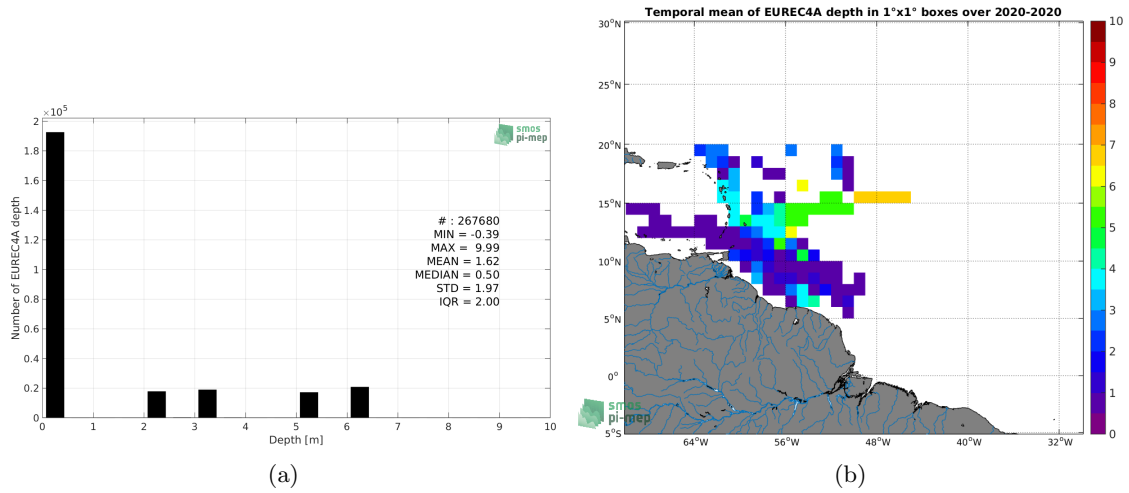 ×10⁵
2
1.8
1.6
1.4
1.2
1
0.8
0.6
0.4
0.2
0
Number of EUREC4A depth
smos
pi-mep
# : 267680
MIN = -0.39
MAX = 9.99
MEAN = 1.62
MEDIAN = 0.50
STD = 1.97
IQR = 2.00
0 1 2 3 4 5 6 7 8 9 10
Depth [m]
(a)
Temporal mean of EUREC4A depth in 1°x1° boxes over 2020-2020
30°N
25°N
20°N
15°N
10°N
5°N
0°
5°S
64°W 56°W 48°W 40°W 32°W
smos
pi-mep
10
9
8
7
6
5
4
3
2
1
0
(b)